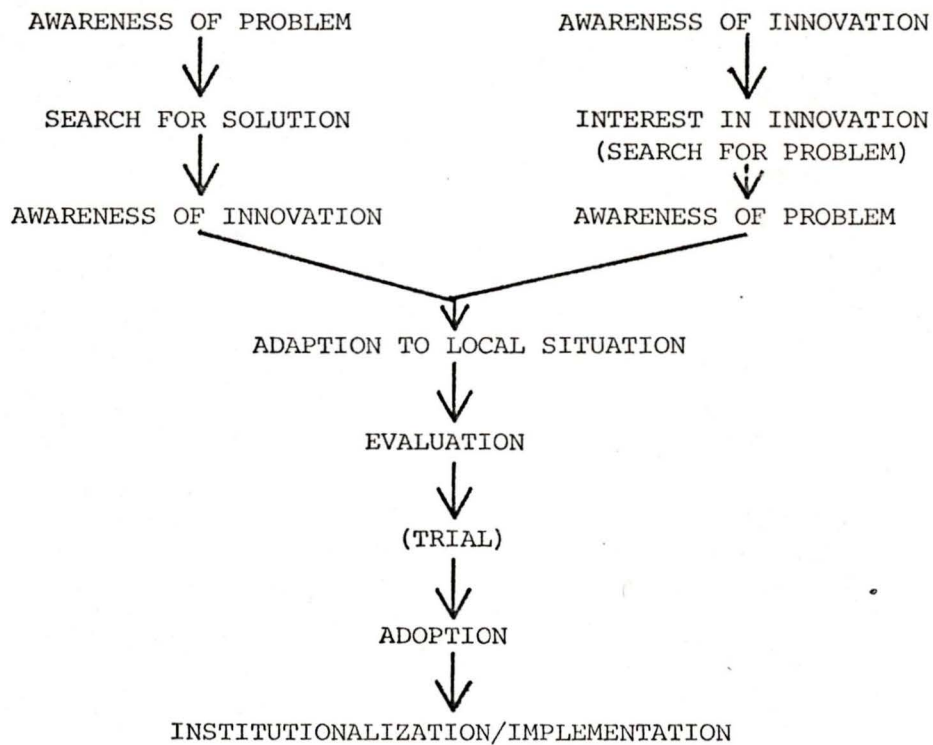 AWARENESS OF PROBLEM
SEARCH FOR SOLUTION
AWARENESS OF INNOVATION
AWARENESS OF INNOVATION
INTEREST IN INNOVATION
(SEARCH FOR PROBLEM)
AWARENESS OF PROBLEM
ADAPTION TO LOCAL SITUATION
EVALUATION
(TRIAL)
ADOPTION
INSTITUTIONALIZATION/IMPLEMENTATION